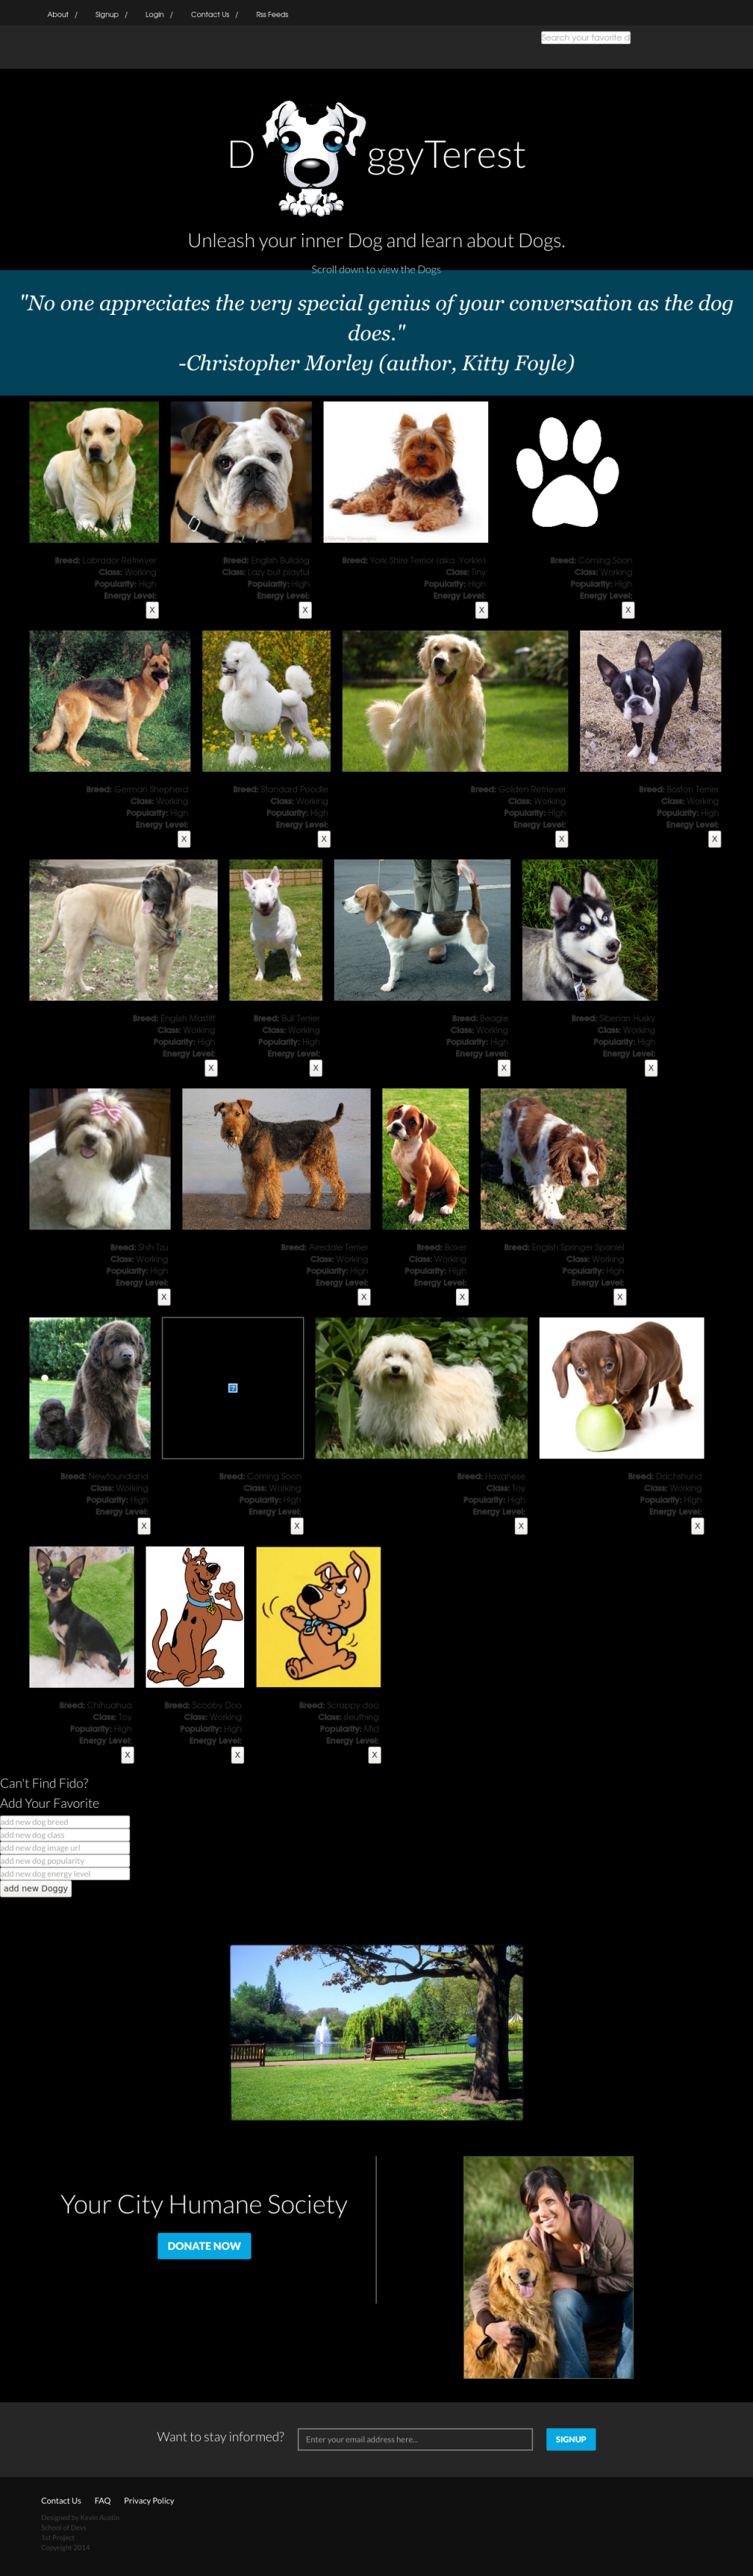 About /
Signup /
Login /
Contact Us /
Rss Feeds
Search your favorite d
D ggyTerest
Unleash your inner Dog and learn about Dogs.
Scroll down to view the Dogs
"No one appreciates the very special genius of your conversation as the dog
does."
-Christopher Morley (author, Kitty Foyle)
Breed: Labrador Retriever
Class: Working
Popularity: High
Energy Level:
X
Breed: English Bulldog
Class: Lazy but playful
Popularity: High
Energy Level:
X
Breed: York-Shire Terrior (aka. Yorkie)
Class: Tiny
Popularity: High
Energy Level:
X
Breed: Coming Soon
Class: Working
Popularity: High
Energy Level:
X
Breed: German Shepherd
Class: Working
Popularity: High
Energy Level:
X
Breed: Standard Poodle
Class: Working
Popularity: High
Energy Level:
X
Breed: Golden Retriever
Class: Working
Popularity: High
Energy Level:
X
Breed: Boston Terrier
Class: Working
Popularity: High
Energy Level:
X
Breed: English Mastiff
Class: Working
Popularity: High
Energy Level:
X
Breed: Bull Terrier
Class: Working
Popularity: High
Energy Level:
X
Breed: Beagle
Class: Working
Popularity: High
Energy Level:
X
Breed: Siberian Husky
Class: Working
Popularity: High
Energy Level:
X
Breed: Shih Tzu
Class: Working
Popularity: High
Energy Level:
X
Breed: Airedale Terrier
Class: Working
Popularity: High
Energy Level:
X
Breed: Boxer
Class: Working
Popularity: High
Energy Level:
X
Breed: English Springer Spaniel
Class: Working
Popularity: High
Energy Level:
X
Breed: Newfoundland
Class: Working
Popularity: High
Energy Level:
X
?
Breed: Coming Soon
Class: Working
Popularity: High
Energy Level:
X
Breed: Havanese
Class: Toy
Popularity: High
Energy Level:
X
Breed: Dachshund
Class: Working
Popularity: High
Energy Level:
X
Breed: Chihuahua
Class: Toy
Popularity: High
Energy Level:
X
Breed: Scooby Doo
Class: Working
Popularity: High
Energy Level:
X
Breed: Scrappy doo
Class: sleuthing
Popularity: Mid
Energy Level:
X
Can't Find Fido?
Add Your Favorite
add new dog breed
add new dog class
add new dog image url
add new dog popularity
add new dog energy level
add new Doggy
Your City Humane Society
DONATE NOW
Want to stay informed?
Enter your email address here...
SIGNUP
Contact Us
FAQ
Privacy Policy
Designed by Kevin Austin
School of Devs
1st Project
Copyright 2014